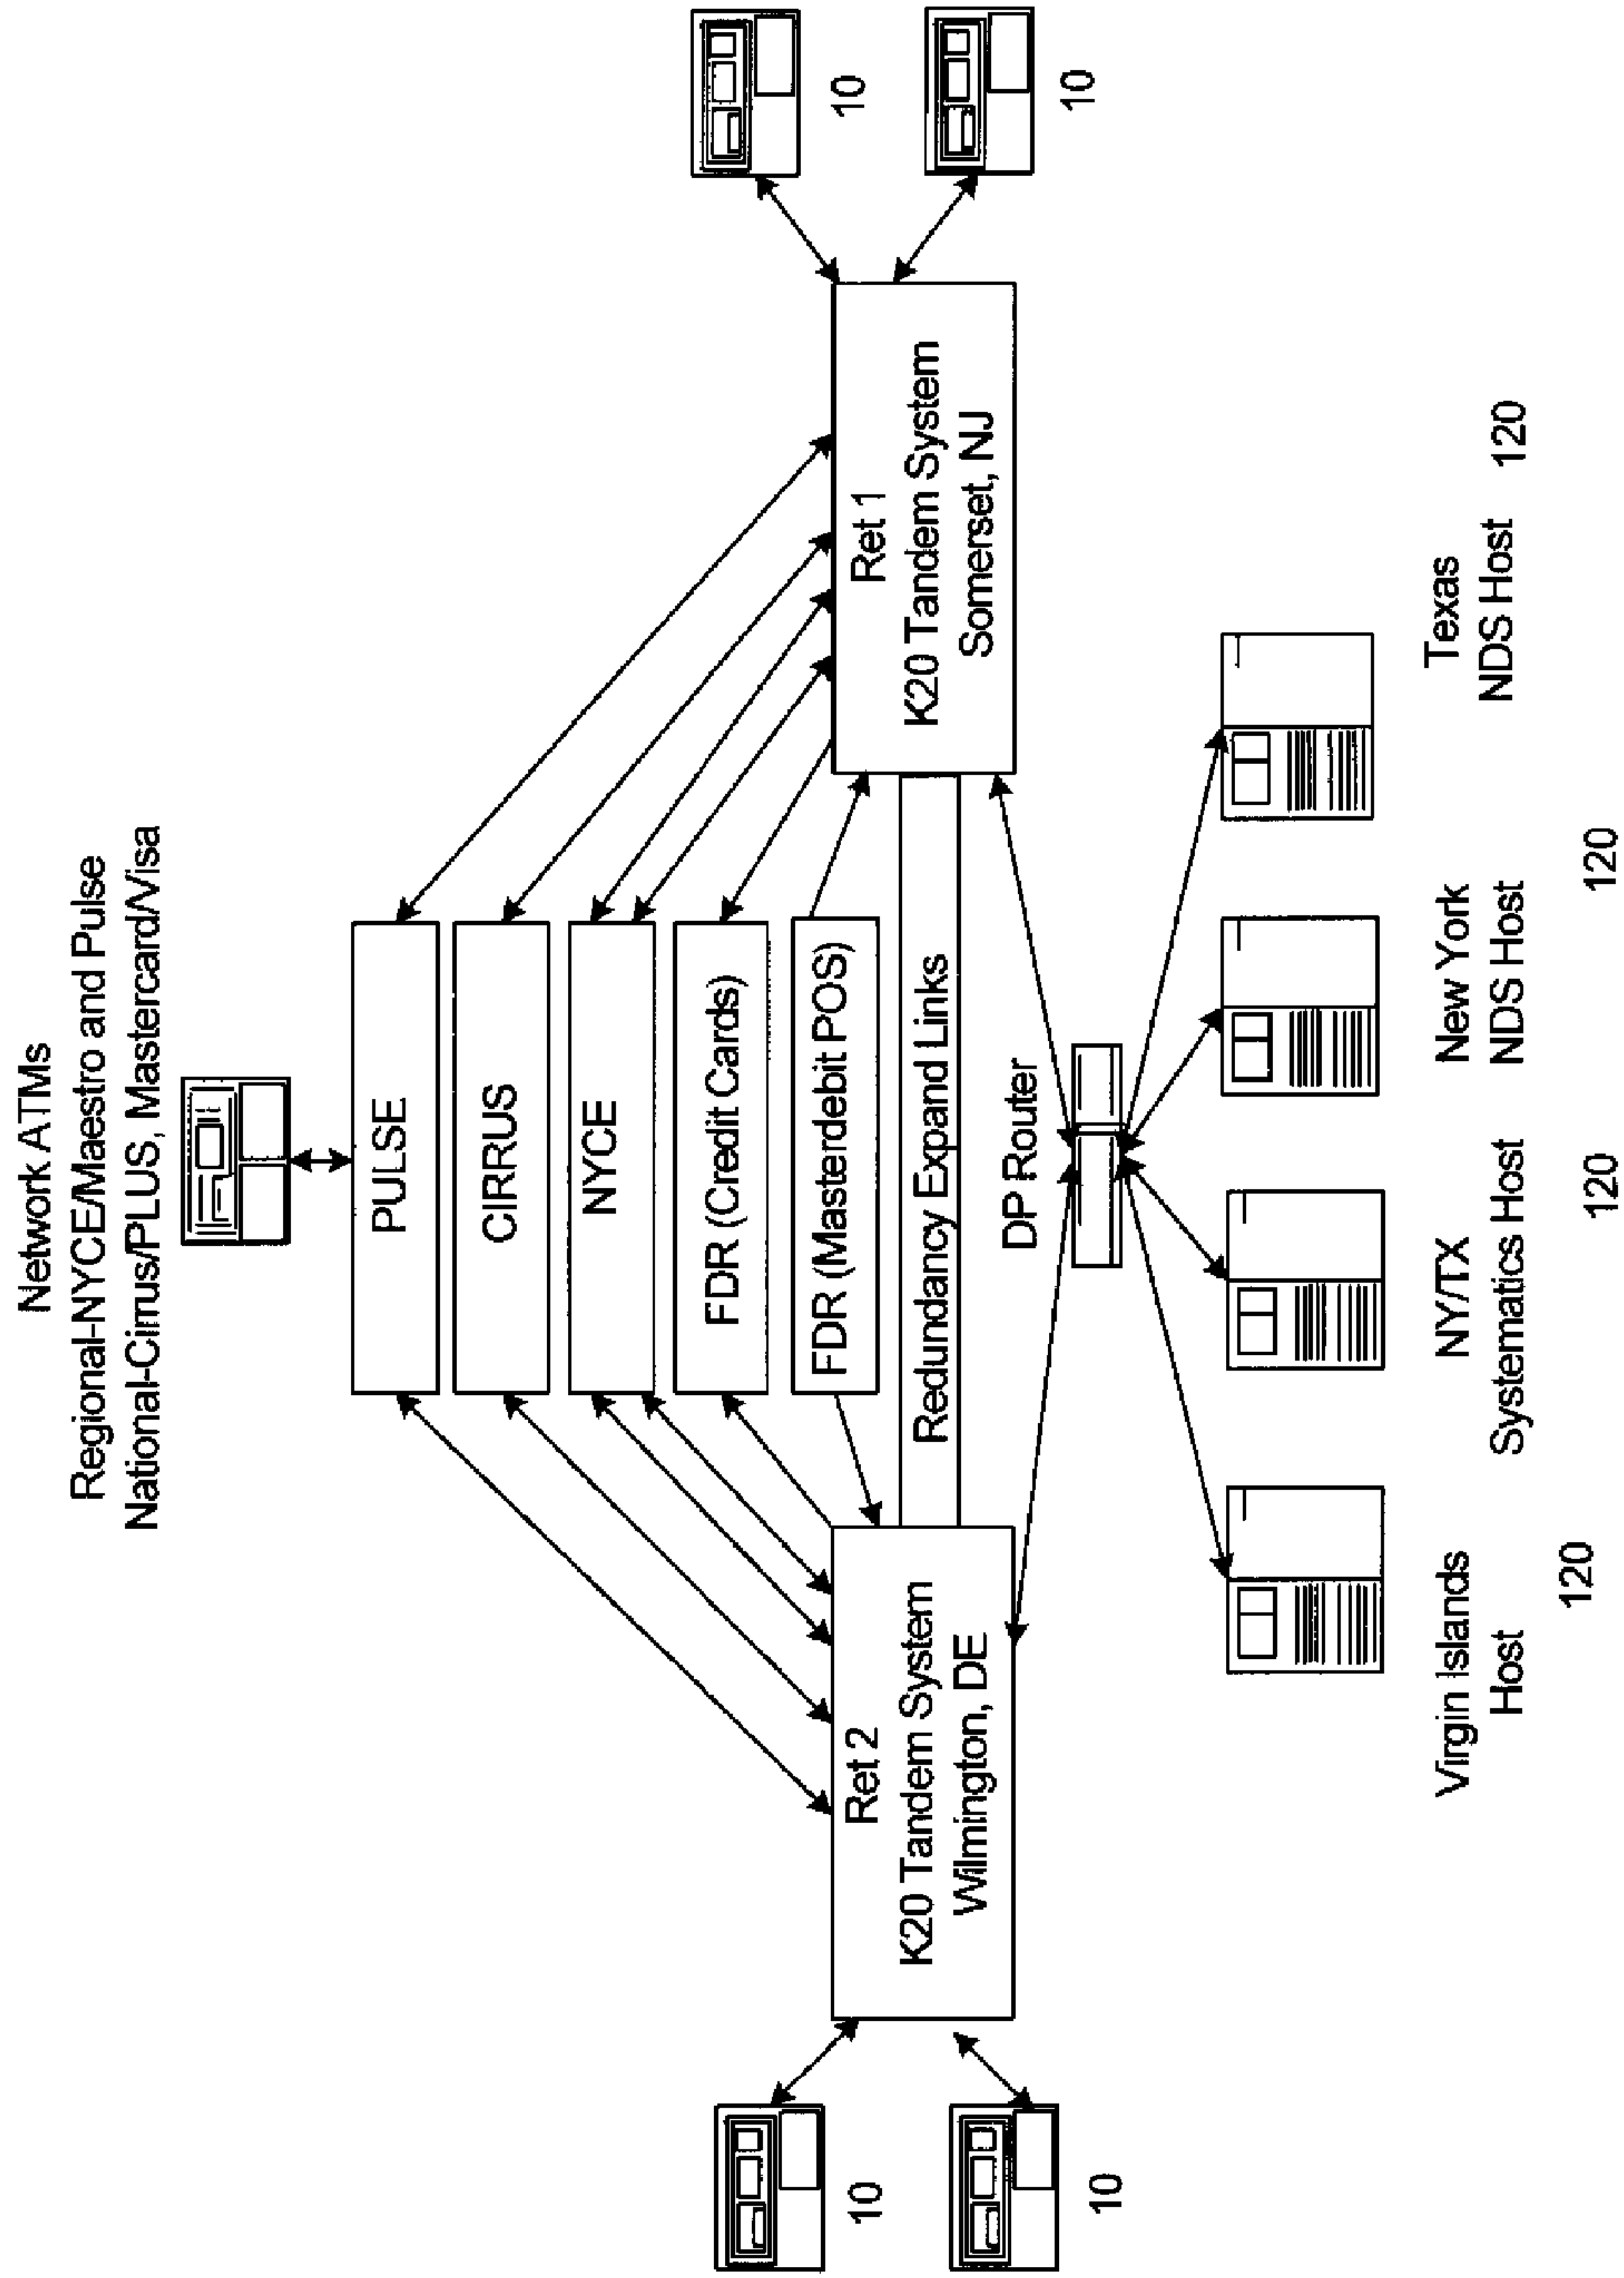 Network ATMs
Regional-NYCE/Maestro and Pulse
National-Cirrus/PLUS, Mastercard/Visa
PULSE
CIRRUS
NYCE
FDR (Credit Cards)
FDR (Masterdebit POS)
Redundancy Expand Links
Ret 2
K20 Tandem System
Wilmington, DE
Ret 1
K20 Tandem System
Somerset, NJ
10
10
10
10
DP Router
Virgin Islands
Host
120
NY/TX
Systematics Host
120
New York
NDS Host
120
Texas
NDS Host
120